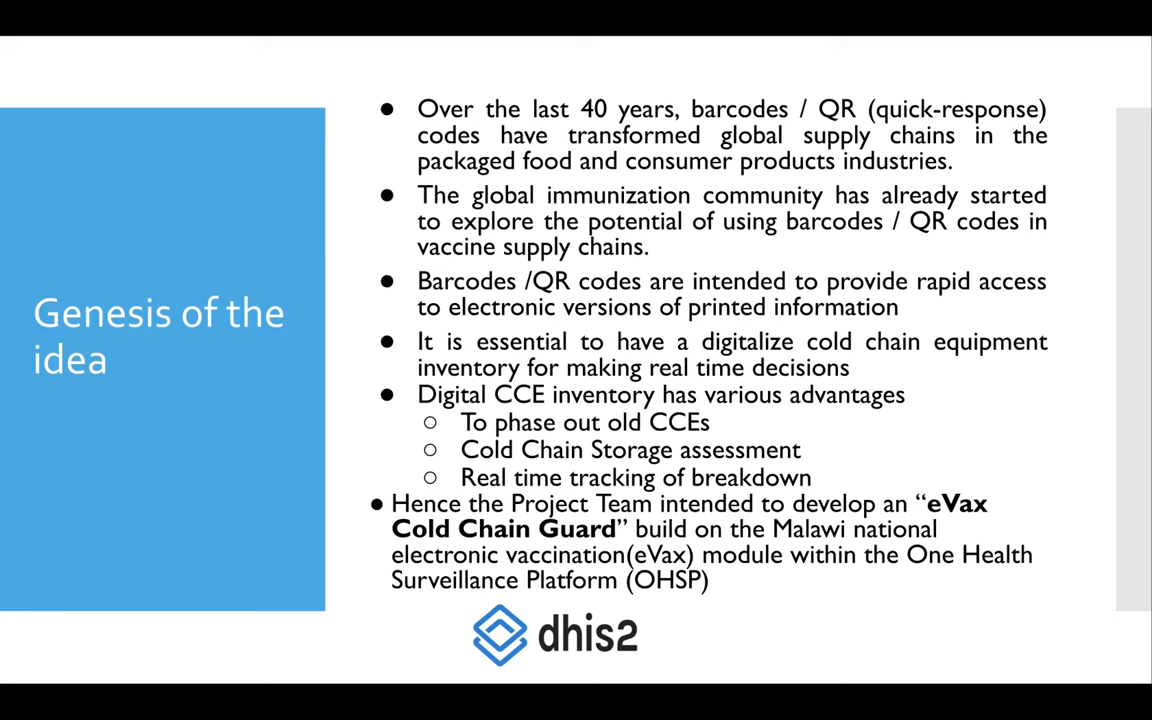 Genesis of the
idea
● Over the last 40 years, barcodes / QR (quick-response)
codes have transformed global supply chains in the
packaged food and consumer products industries.
● The global immunization community has already started
to explore the potential of using barcodes / QR codes in
vaccine supply chains.
● Barcodes /QR codes are intended to provide rapid access
to electronic versions of printed information
● It is essential to have a digitalize cold chain equipment
inventory for making real time decisions
● Digital CCE inventory has various advantages
○ To phase out old CCEs
○ Cold Chain Storage assessment
○ Real time tracking of breakdown
● Hence the Project Team intended to develop an “eVax
Cold Chain Guard” build on the Malawi national
electronic vaccination(eVax) module within the One Health
Surveillance Platform (OHSP)
dhis2